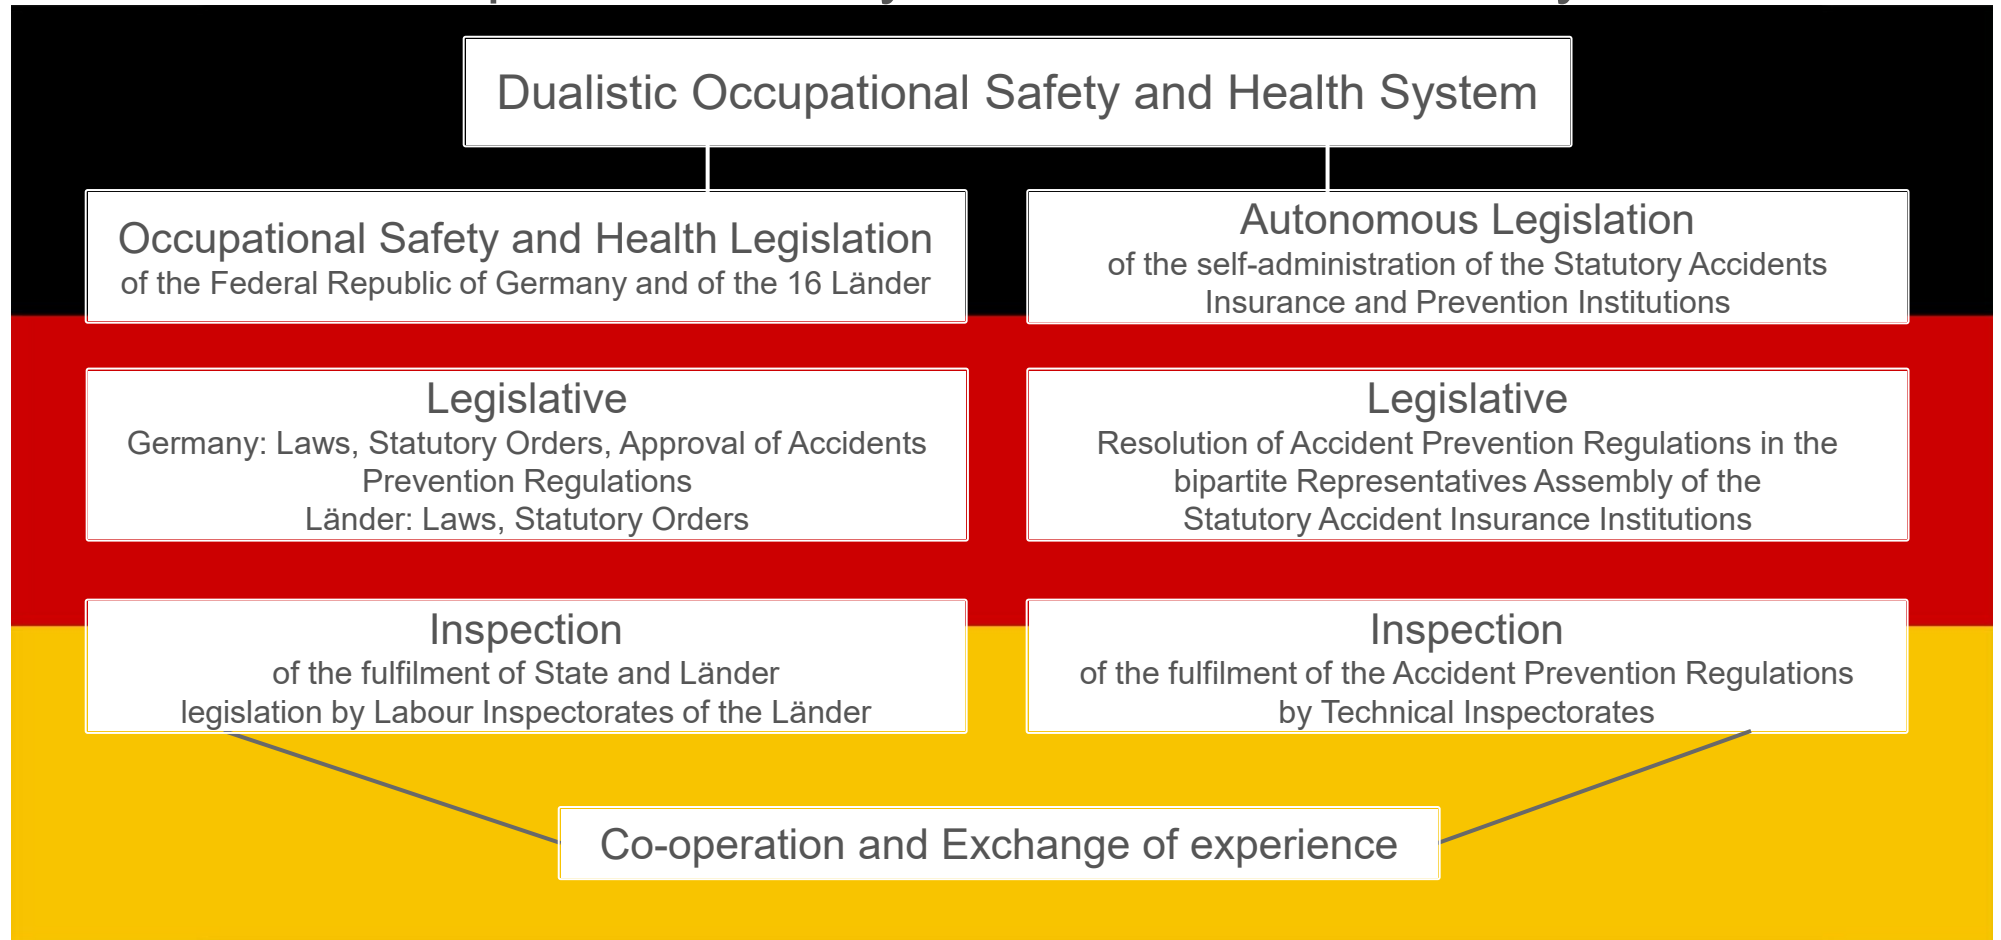 Dualistic Occupational Safety and Health System
Occupational Safety and Health Legislation
of the Federal Republic of Germany and of the 16 Länder
Autonomous Legislation
of the self-administration of the Statutory Accidents
Insurance and Prevention Institutions
Legislative
Germany: Laws, Statutory Orders, Approval of Accidents
Prevention Regulations
Länder: Laws, Statutory Orders
Legislative
Resolution of Accident Prevention Regulations in the
bipartite Representatives Assembly of the
Statutory Accident Insurance Institutions
Inspection
of the fulfilment of State and Länder
legislation by Labour Inspectorates of the Länder
Inspection
of the fulfilment of the Accident Prevention Regulations
by Technical Inspectorates
Co-operation and Exchange of experience